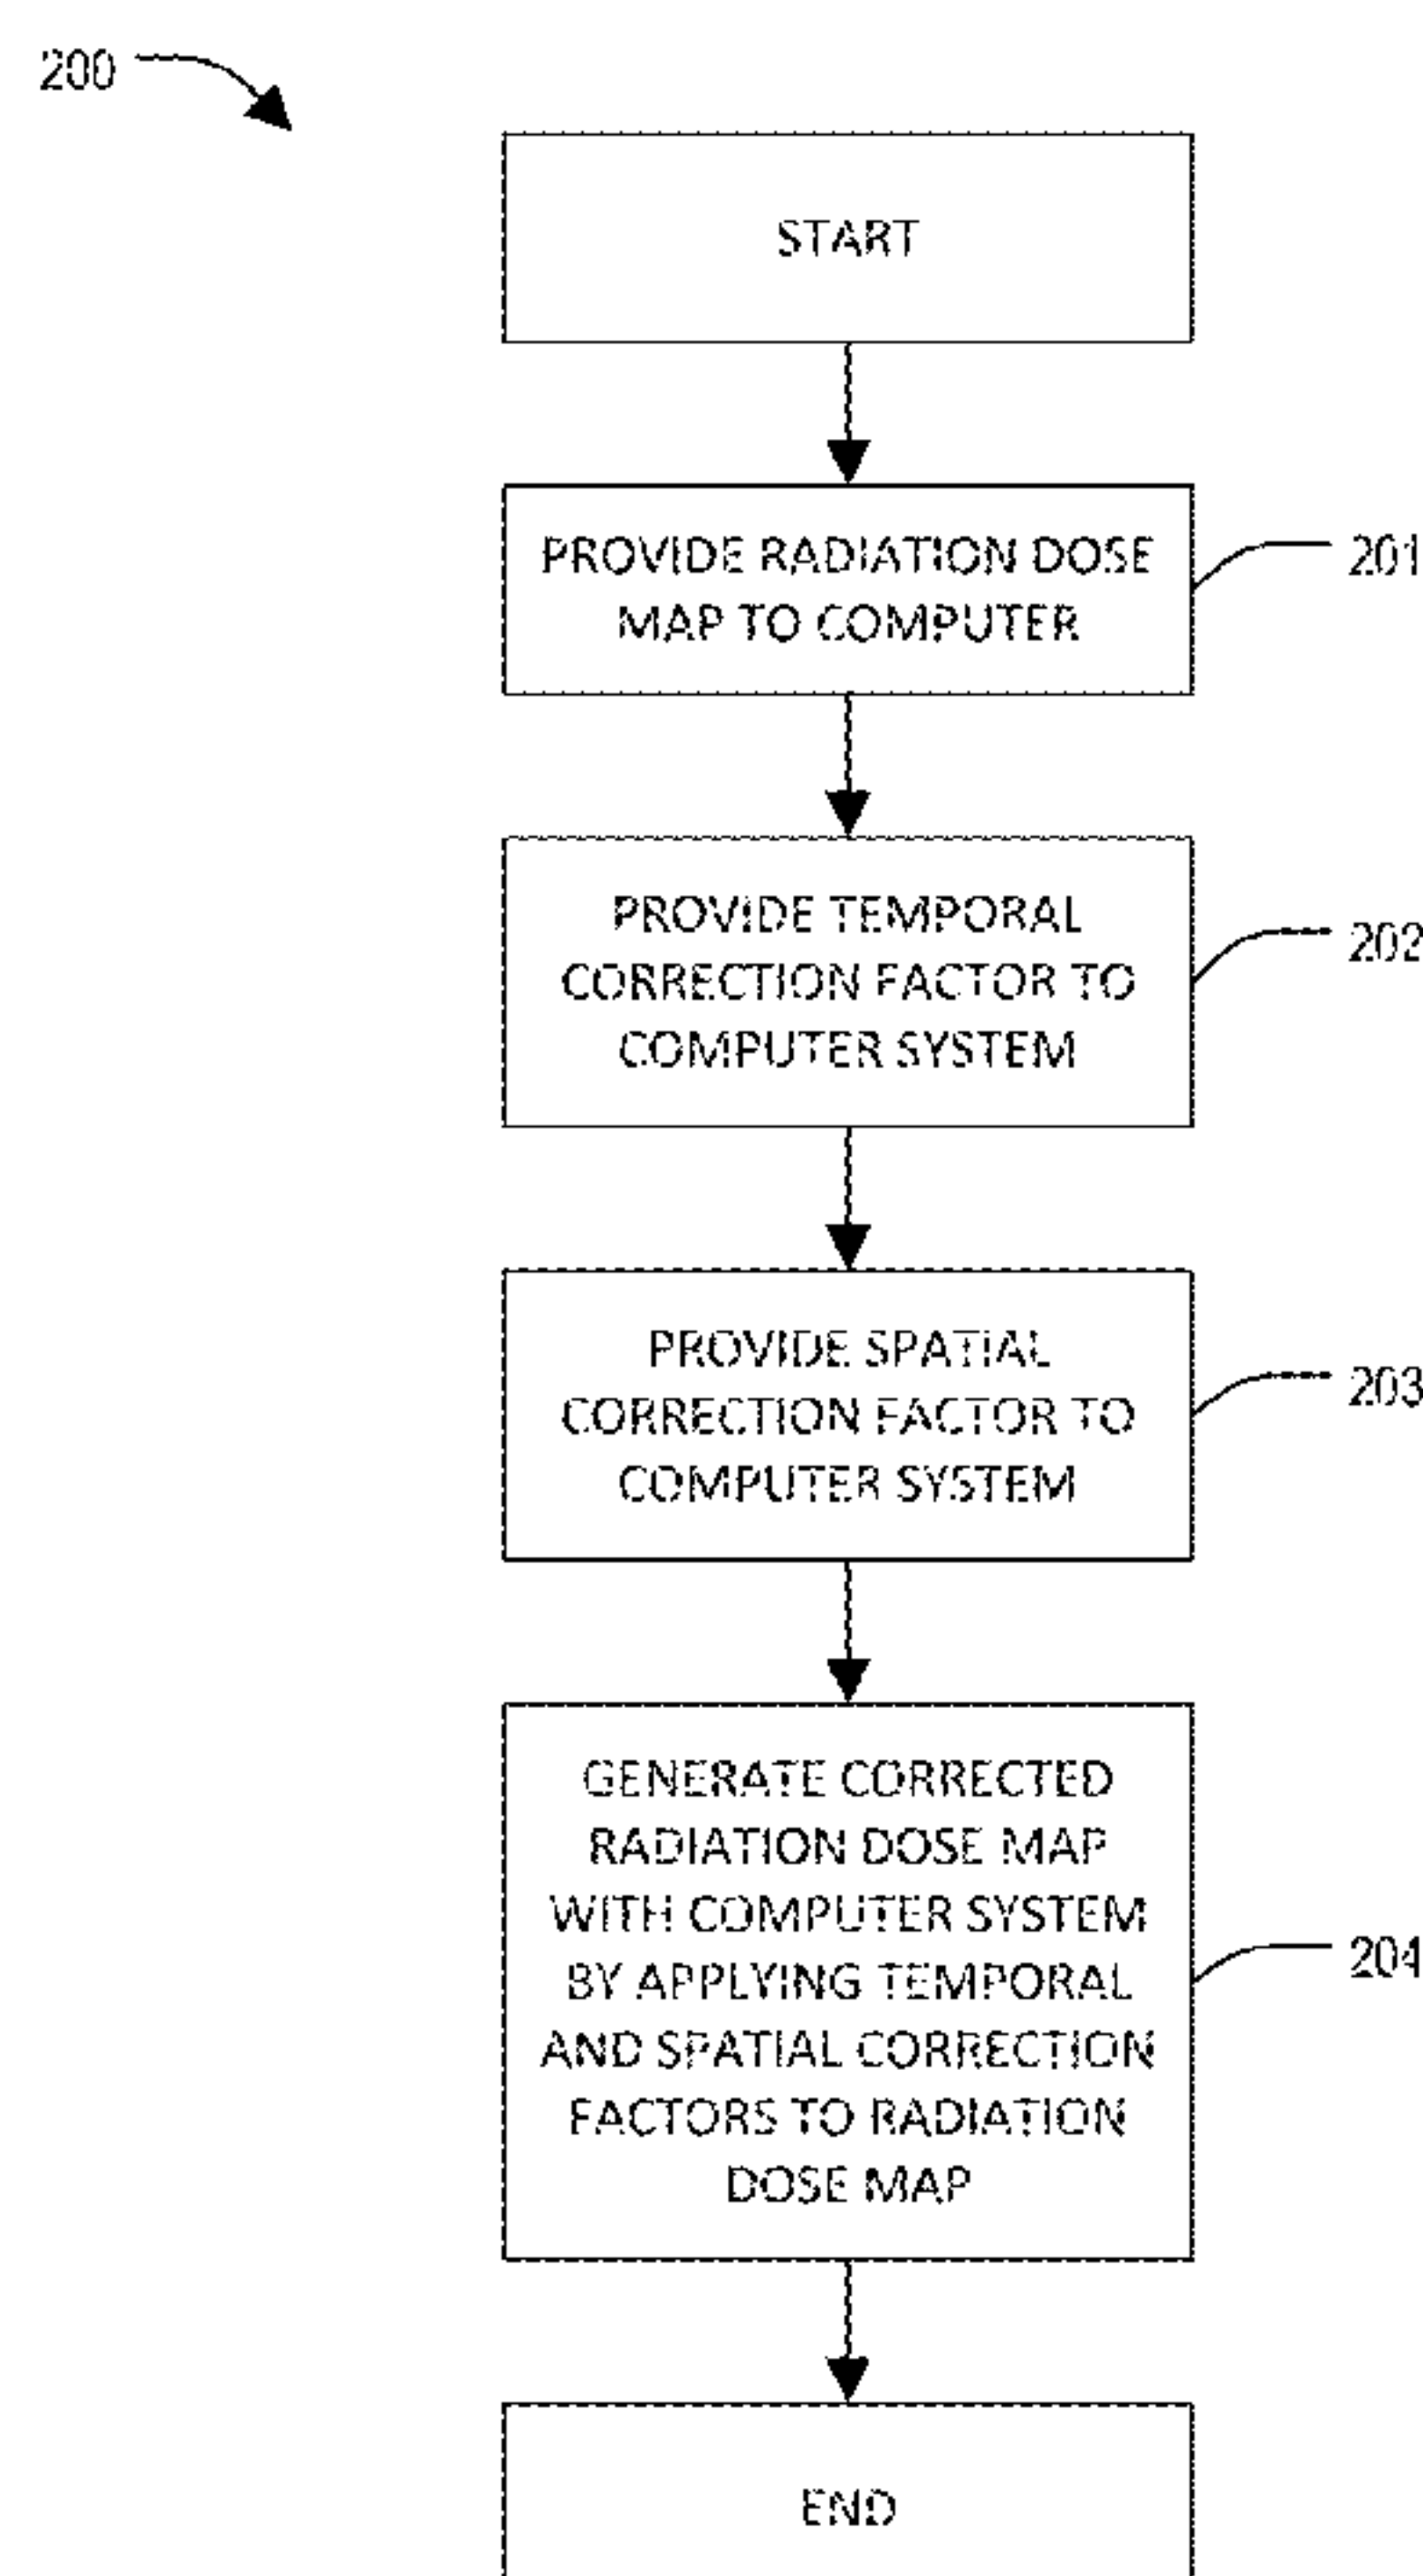 200
START
PROVIDE RADIATION DOSE
MAP TO COMPUTER
201
PROVIDE TEMPORAL
CORRECTION FACTOR TO
COMPUTER SYSTEM
202
PROVIDE SPATIAL
CORRECTION FACTOR TO
COMPUTER SYSTEM
203
GENERATE CORRECTED
RADIATION DOSE MAP
WITH COMPUTER SYSTEM
BY APPLYING TEMPORAL
AND SPATIAL CORRECTION
FACTORS TO RADIATION
DOSE MAP
204
END